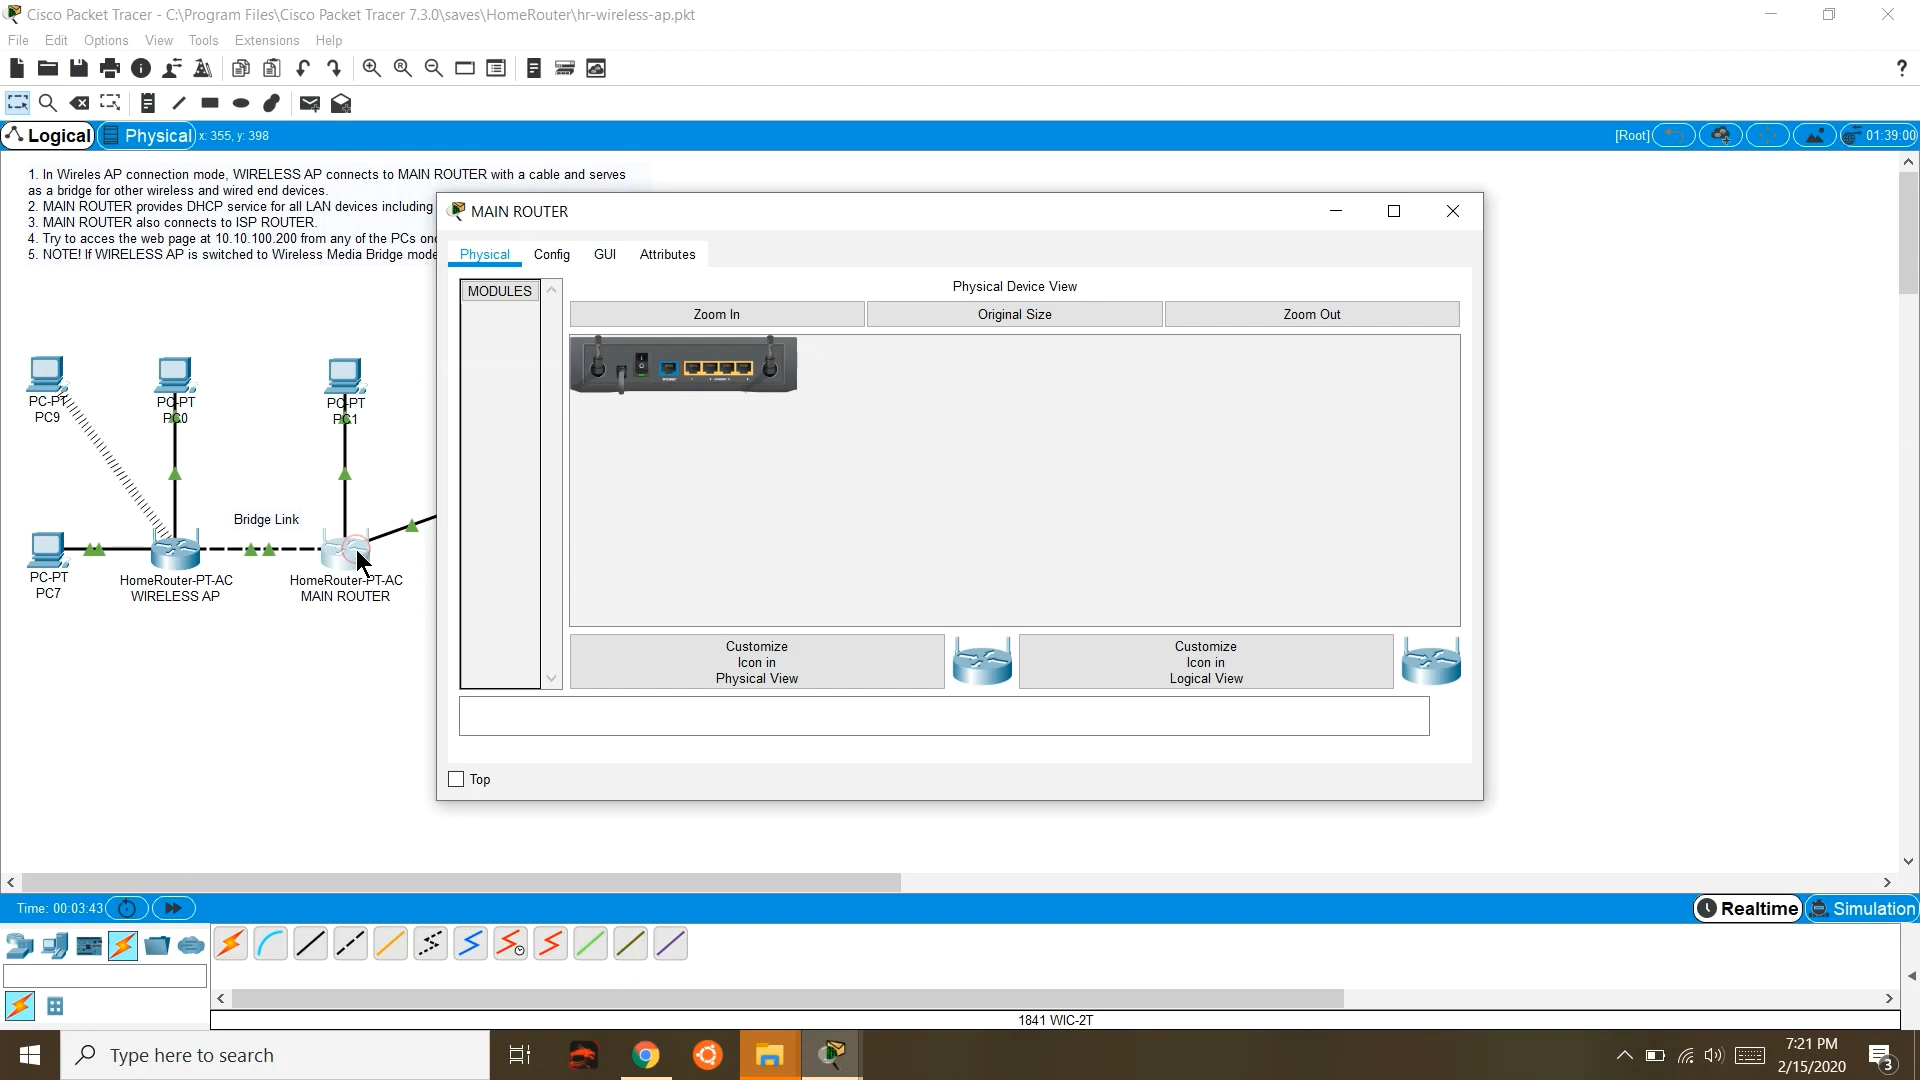 Cisco Packet Tracer - C:\Program Files\Cisco Packet Tracer 7.3.0\saves\HomeRouter\hr-wireless-ap.pkt
File Edit Options View Tools Extensions Help
Logical Physical x: 355, y: 398 [Root] 01:39:00
1. In Wireles AP connection mode, WIRELESS AP connects to MAIN ROUTER with a cable and serves
as a bridge for other wireless and wired end devices.
2. MAIN ROUTER provides DHCP service for all LAN devices including
3. MAIN ROUTER also connects to ISP ROUTER.
4. Try to acces the web page at 10.10.100.200 from any of the PCs
5. NOTE! If WIRELESS AP is switched to Wireless Media Bridge mode
MAIN ROUTER
Physical Config GUI Attributes
MODULES
Physical Device View
Zoom In Original Size Zoom Out
Customize
Icon in
Physical View
Customize
Icon in
Logical View
Top
PC-PT
PC9
PC-PT
PC0
PC-PT
PC1
Bridge Link
PC-PT
PC7
HomeRouter-PT-AC
WIRELESS AP
HomeRouter-PT-AC
MAIN ROUTER
Time: 00:03:43 Realtime Simulation
1841 WIC-2T
Type here to search
7:21 PM
2/15/2020
3